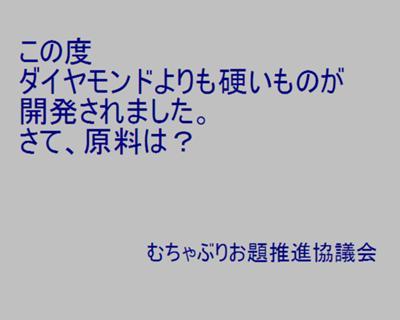 この度
ダイヤモンドよりも硬いものが
開発されました。
さて、原料は？
むちゃぶりお題推進協議会